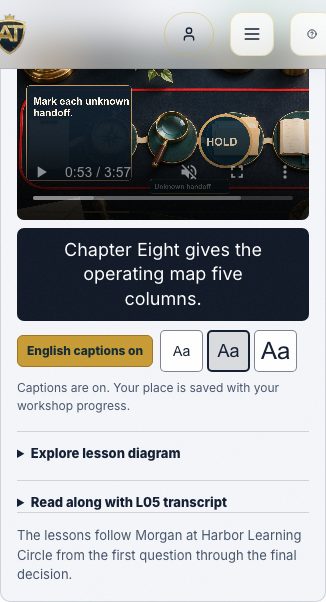 AT
Mark each unknown
handoff.
HOLD
0:53 / 3:57
Unknown handoff
Chapter Eight gives the
operating map five
columns.
English captions on
Aa
Aa
Aa
Captions are on. Your place is saved with your
workshop progress.
Explore lesson diagram
Read along with L05 transcript
The lessons follow Morgan at Harbor Learning
Circle from the first question through the final
decision.